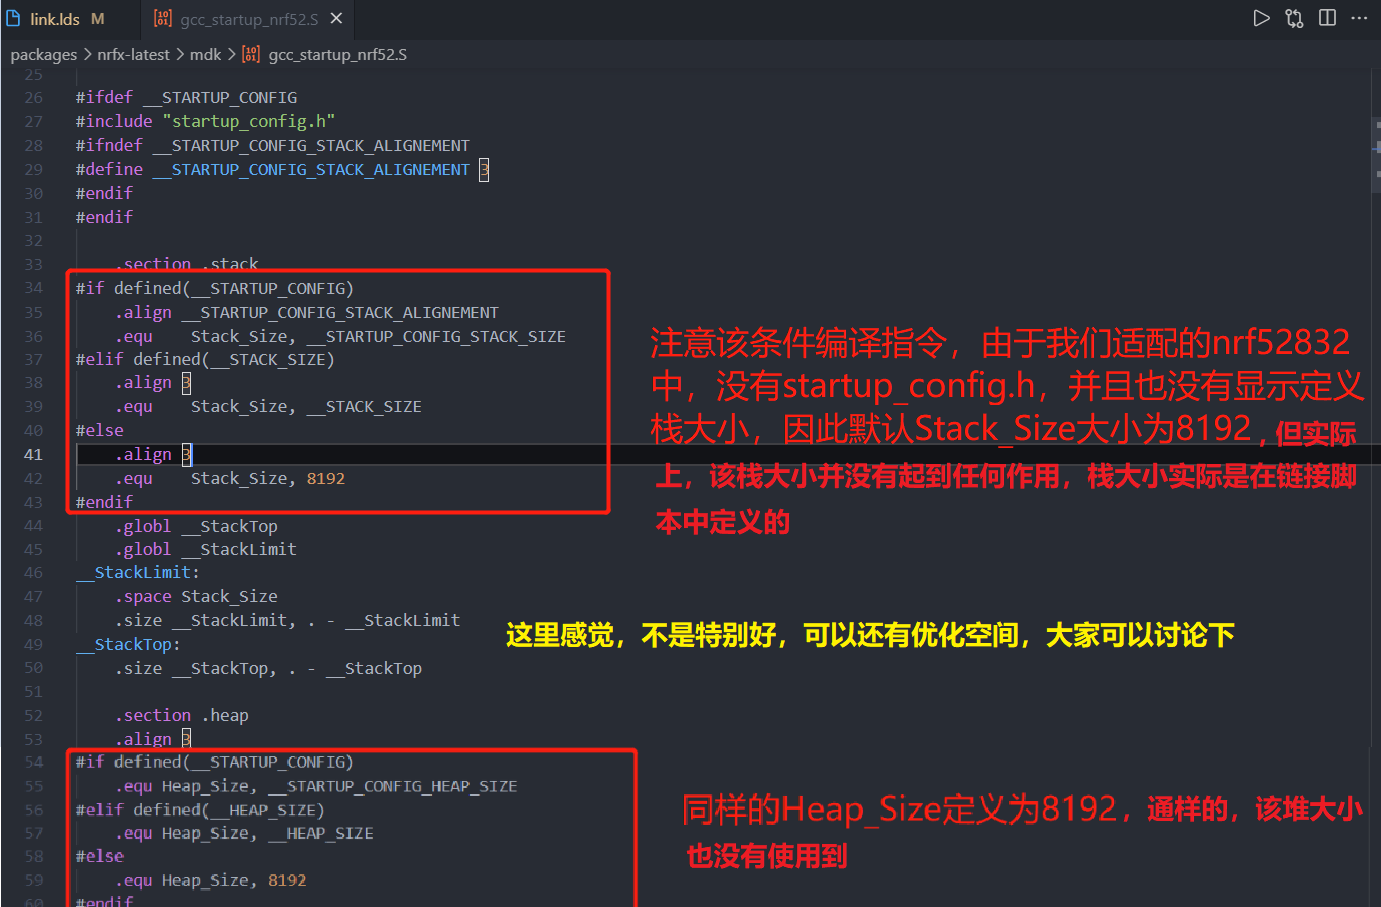 link.lds M gcc_startup_nrf52.S
packages > nrfx-latest > mdk > gcc_startup_nrf52.S
25
26 #ifdef __STARTUP_CONFIG
27 #include "startup_config.h"
28 #ifndef __STARTUP_CONFIG_STACK_ALIGNEMENT
29 #define __STARTUP_CONFIG_STACK_ALIGNEMENT 3
30 #endif
31 #endif
32
33 .section .stack
34 #if defined(__STARTUP_CONFIG)
35 .align __STARTUP_CONFIG_STACK_ALIGNEMENT
36 .equ Stack_Size, __STARTUP_CONFIG_STACK_SIZE
37 #elif defined(__STACK_SIZE)
38 .align 3
39 .equ Stack_Size, __STACK_SIZE
40 #else
41 .align 3
42 .equ Stack_Size, 8192
43 #endif
44 .globl __StackTop
45 .globl __StackLimit
46 __StackLimit:
47 .space Stack_Size
48 .size __StackLimit, . - __StackLimit
49 __StackTop:
50 .size __StackTop, . - __StackTop
51
52 .section .heap
53 .align 3
54 #if defined(__STARTUP_CONFIG)
55 .equ Heap_Size, __STARTUP_CONFIG_HEAP_SIZE
56 #elif defined(__HEAP_SIZE)
57 .equ Heap_Size, __HEAP_SIZE
58 #else
59 .equ Heap_Size, 8192
60 #endif
注意该条件编译指令，由于我们适配的nrf52832
中，没有startup_config.h，并且也没有显示定义
栈大小，因此默认Stack_Size大小为8192，但实际
上，该栈大小并没有起到任何作用，栈大小实际是在链接脚
本中定义的
这里感觉，不是特别好，可以还有优化空间，大家可以讨论下
同样的Heap_Size定义为8192，通样的，该堆大小
也没有使用到